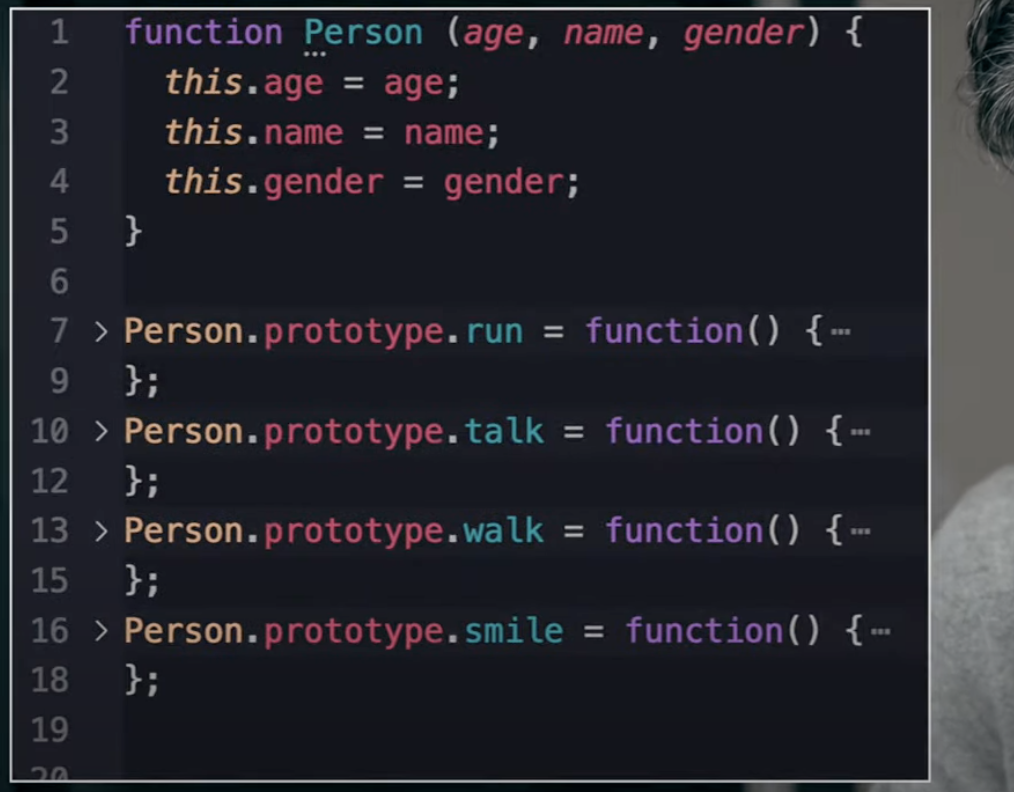 1 function Person (age, name, gender) {
2 this.age = age;
3 this.name = name;
4 this.gender = gender;
5 }
6
7 > Person.prototype.run = function() {…
9 };
10 > Person.prototype.talk = function() {…
12 };
13 > Person.prototype.walk = function() {…
15 };
16 > Person.prototype.smile = function() {…
18 };
19
20